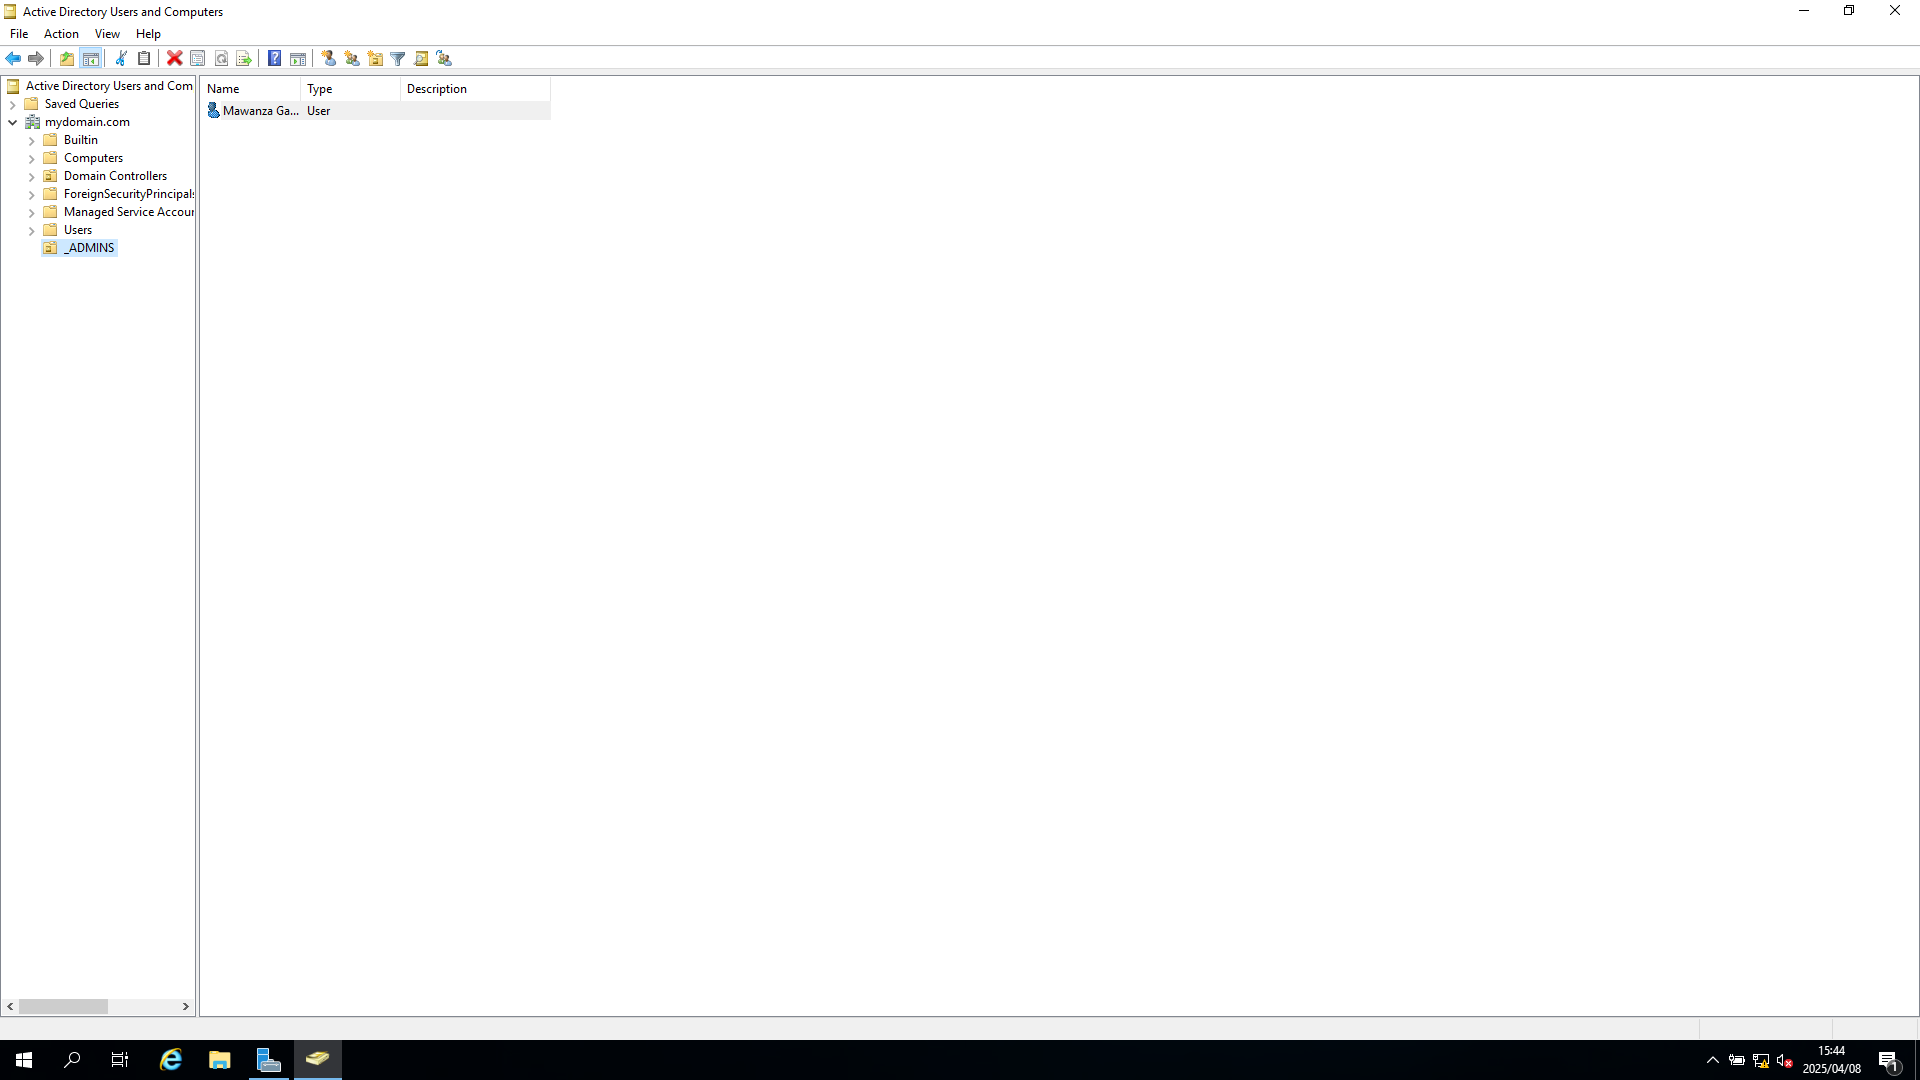 Active Directory Users and Computers
File Action View Help
Active Directory Users and Com
Saved Queries
mydomain.com
Builtin
Computers
Domain Controllers
ForeignSecurityPrincipals
Managed Service Accour
Users
_ADMINS
Name Type Description
Mawanza Ga... User
15:44
2025/04/08
1